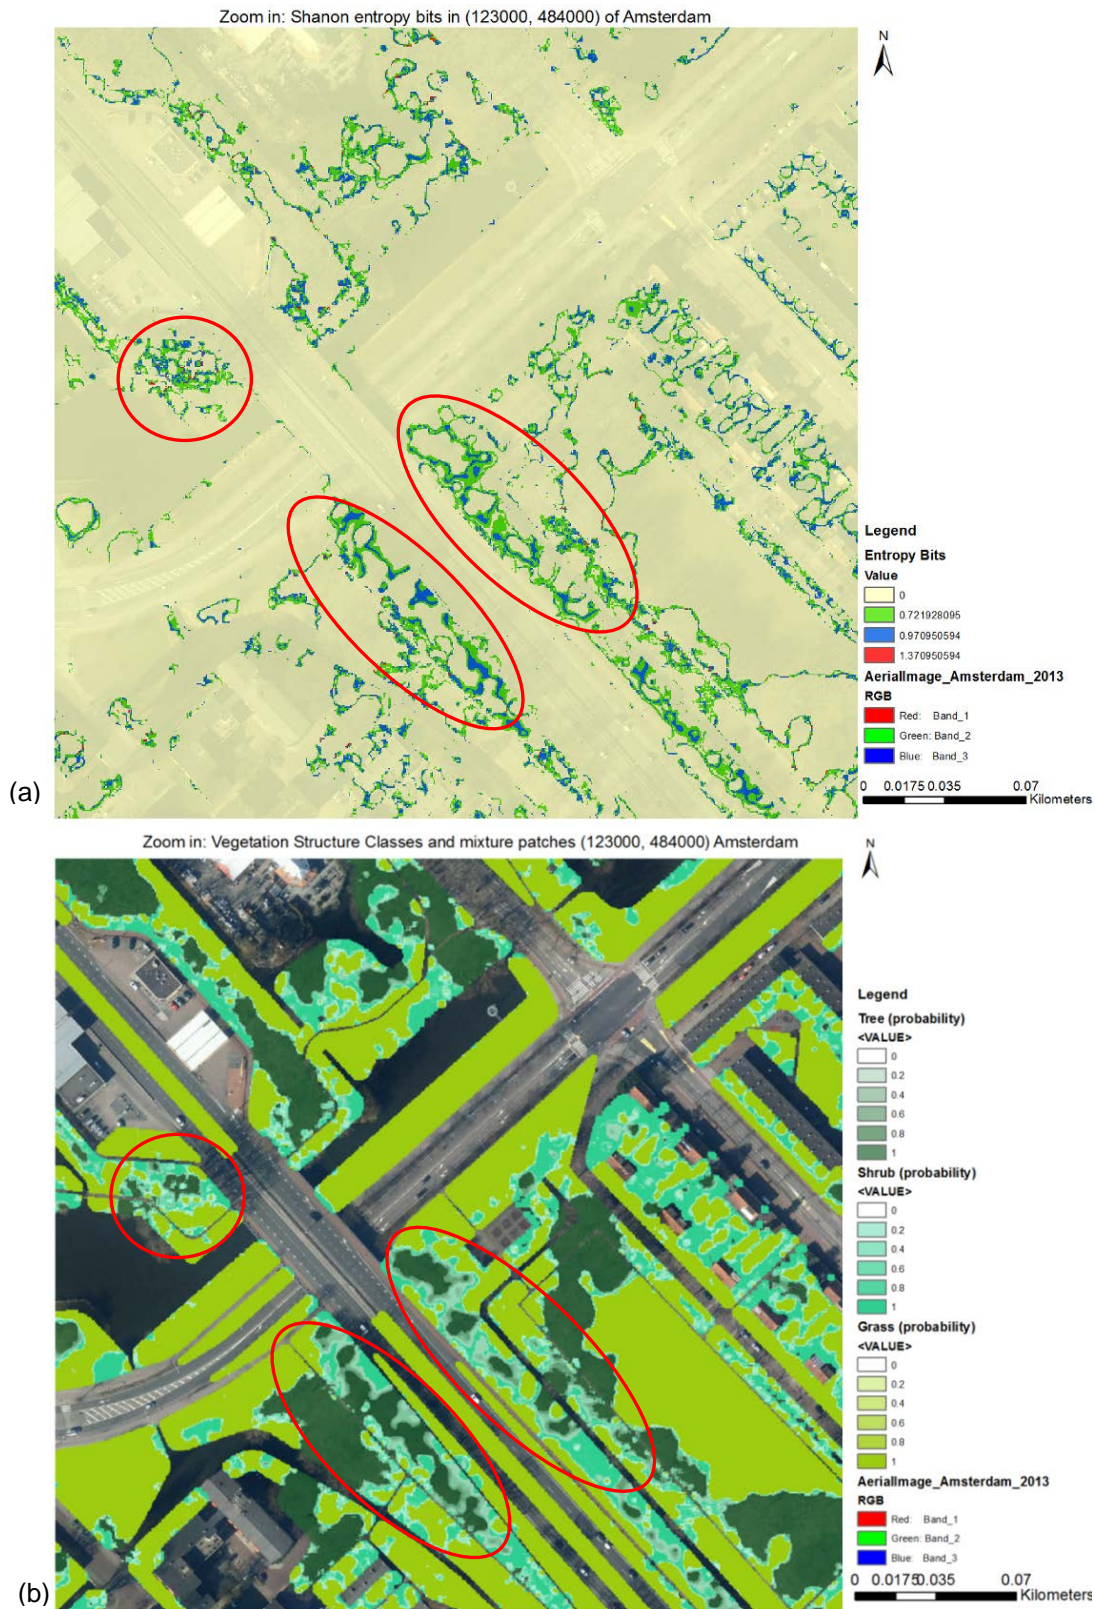 Zoom in: Shanon entropy bits in (123000, 484000) of Amsterdam
N
Legend
Entropy Bits
Value
0
0.721928095
0.970950594
1.370950594
AerialImage_Amsterdam_2013
RGB
Red: Band_1
Green: Band_2
Blue: Band_3
0 0.0175 0.035 0.07
Kilometers
(a)
Zoom in: Vegetation Structure Classes and mixture patches (123000, 484000) Amsterdam
N
Legend
Tree (probability)
<VALUE>
0
0.2
0.4
0.6
0.8
1
Shrub (probability)
<VALUE>
0
0.2
0.4
0.6
0.8
1
Grass (probability)
<VALUE>
0
0.2
0.4
0.6
0.8
1
AerialImage_Amsterdam_2013
RGB
Red: Band_1
Green: Band_2
Blue: Band_3
0 0.0175 0.035 0.07
Kilometers
(b)